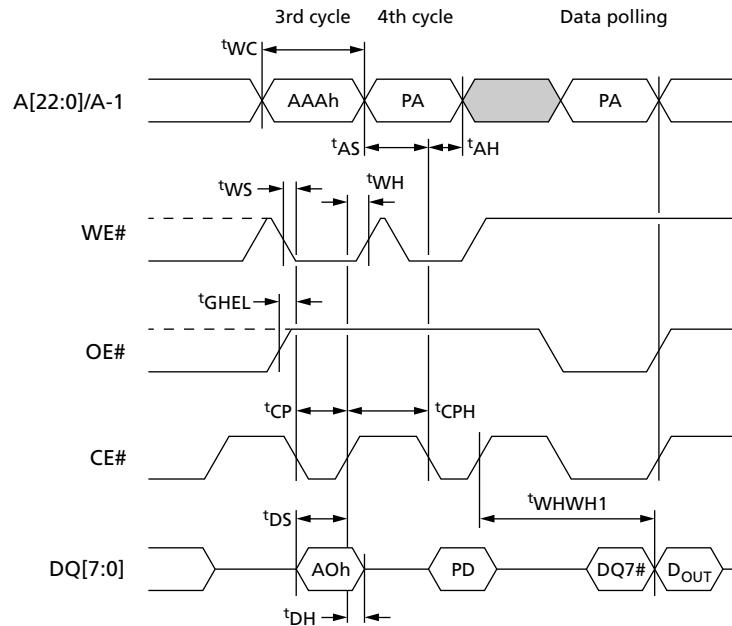 3rd cycle 4th cycle Data polling
tWC
A[22:0]/A-1 AAAh PA PA
tAS tAH
tWS tWH
WE#
tGHEL
OE#
tCP tCPH
CE#
tWHWH1
tDS
DQ[7:0] AOh PD DQ7# DOUT
tDH